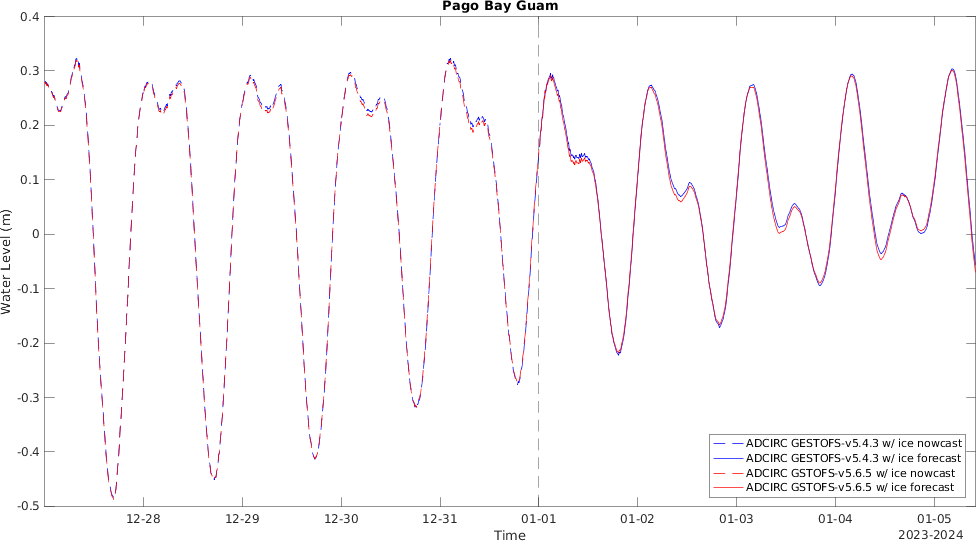 Pago Bay Guam
0.4
0.3
0.2
0.1
0
-0.1
-0.2
-0.3
-0.4
-0.5
Water Level (m)
12-28
12-29
12-30
12-31
01-01
01-02
01-03
01-04
01-05
Time
2023-2024
ADCIRC GESTOFS-v5.4.3 w/ ice nowcast
ADCIRC GESTOFS-v5.4.3 w/ ice forecast
ADCIRC GSTOFS-v5.6.5 w/ ice nowcast
ADCIRC GSTOFS-v5.6.5 w/ ice forecast